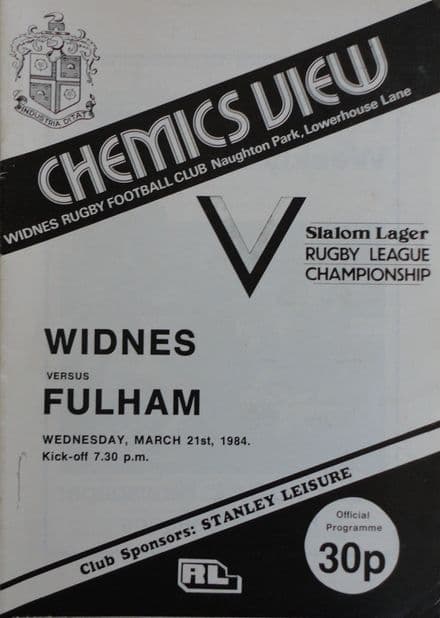 INDUSTRIA DITAT
CHEMICS VIEW
WIDNES RUGBY FOOTBALL CLUB Naughton Park, Lowerhouse Lane
Slalom Lager
RUGBY LEAGUE
CHAMPIONSHIP
WIDNES
VERSUS
FULHAM
WEDNESDAY, MARCH 21st, 1984.
Kick-off 7.30 p.m.
Club Sponsors: STANLEY LEISURE
Official
Programme
30p
RL